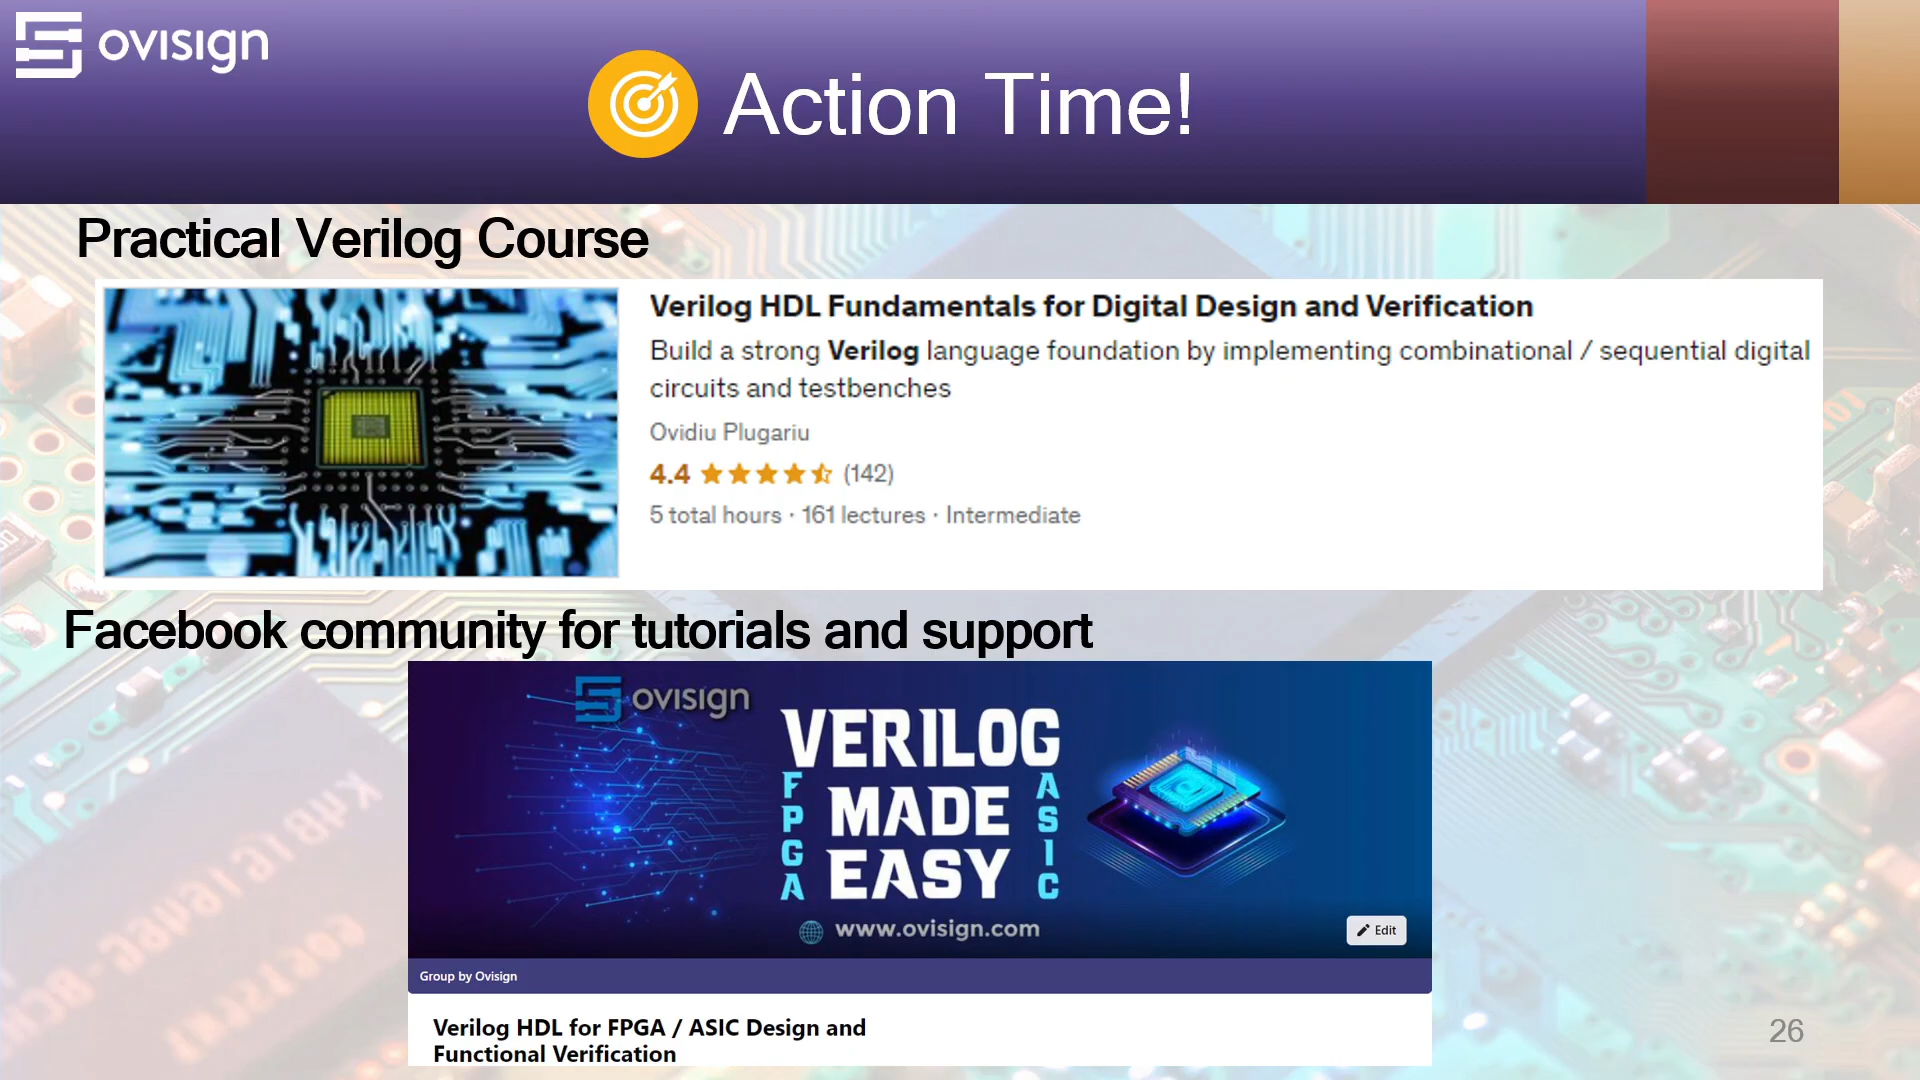 ovisign
Action Time!
Practical Verilog Course
Verilog HDL Fundamentals for Digital Design and Verification
Build a strong Verilog language foundation by implementing combinational / sequential digital
circuits and testbenches
Ovidiu Plugariu
4.4 (142)
5 total hours · 161 lectures · Intermediate
Facebook community for tutorials and support
ovisign
VERILOG
FPGA
MADE
EASY
ASIC
www.ovisign.com
Edit
Group by Ovisign
Verilog HDL for FPGA / ASIC Design and
Functional Verification
26